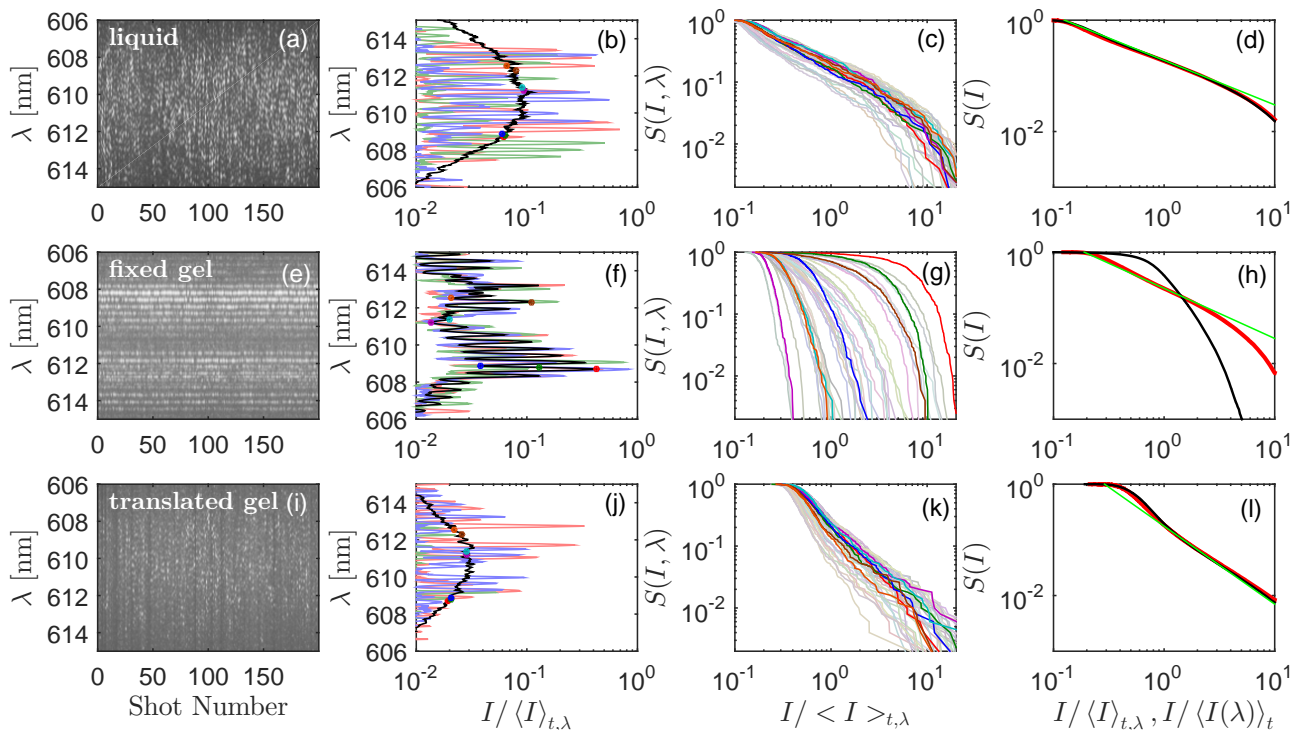 606
608
610
612
614
λ [nm]
liquid
(a)
0
50
100
150
614
612
610
608
606
λ [nm]
(b)
10^-2
10^-1
10^0
10^0
10^-1
10^-2
S(I, λ)
(c)
10^-1
10^0
10^1
10^0
10^-2
S(I)
(d)
10^-1
10^0
10^1
606
608
610
612
614
λ [nm]
fixed gel
(e)
0
50
100
150
614
612
610
608
606
λ [nm]
(f)
10^-2
10^-1
10^0
10^0
10^-1
10^-2
S(I, λ)
(g)
10^-1
10^0
10^1
10^0
10^-2
S(I)
(h)
10^-1
10^0
10^1
606
608
610
612
614
λ [nm]
translated gel (i)
0
50
100
150
Shot Number
614
612
610
608
606
λ [nm]
(j)
10^-2
10^-1
10^0
I/⟨I⟩_t,λ
10^0
10^-1
10^-2
S(I, λ)
(k)
10^-1
10^0
10^1
I/ < I >_t,λ
10^0
10^-2
S(I)
(l)
10^-1
10^0
10^1
I/⟨I⟩_t,λ , I/⟨I(λ)⟩_t